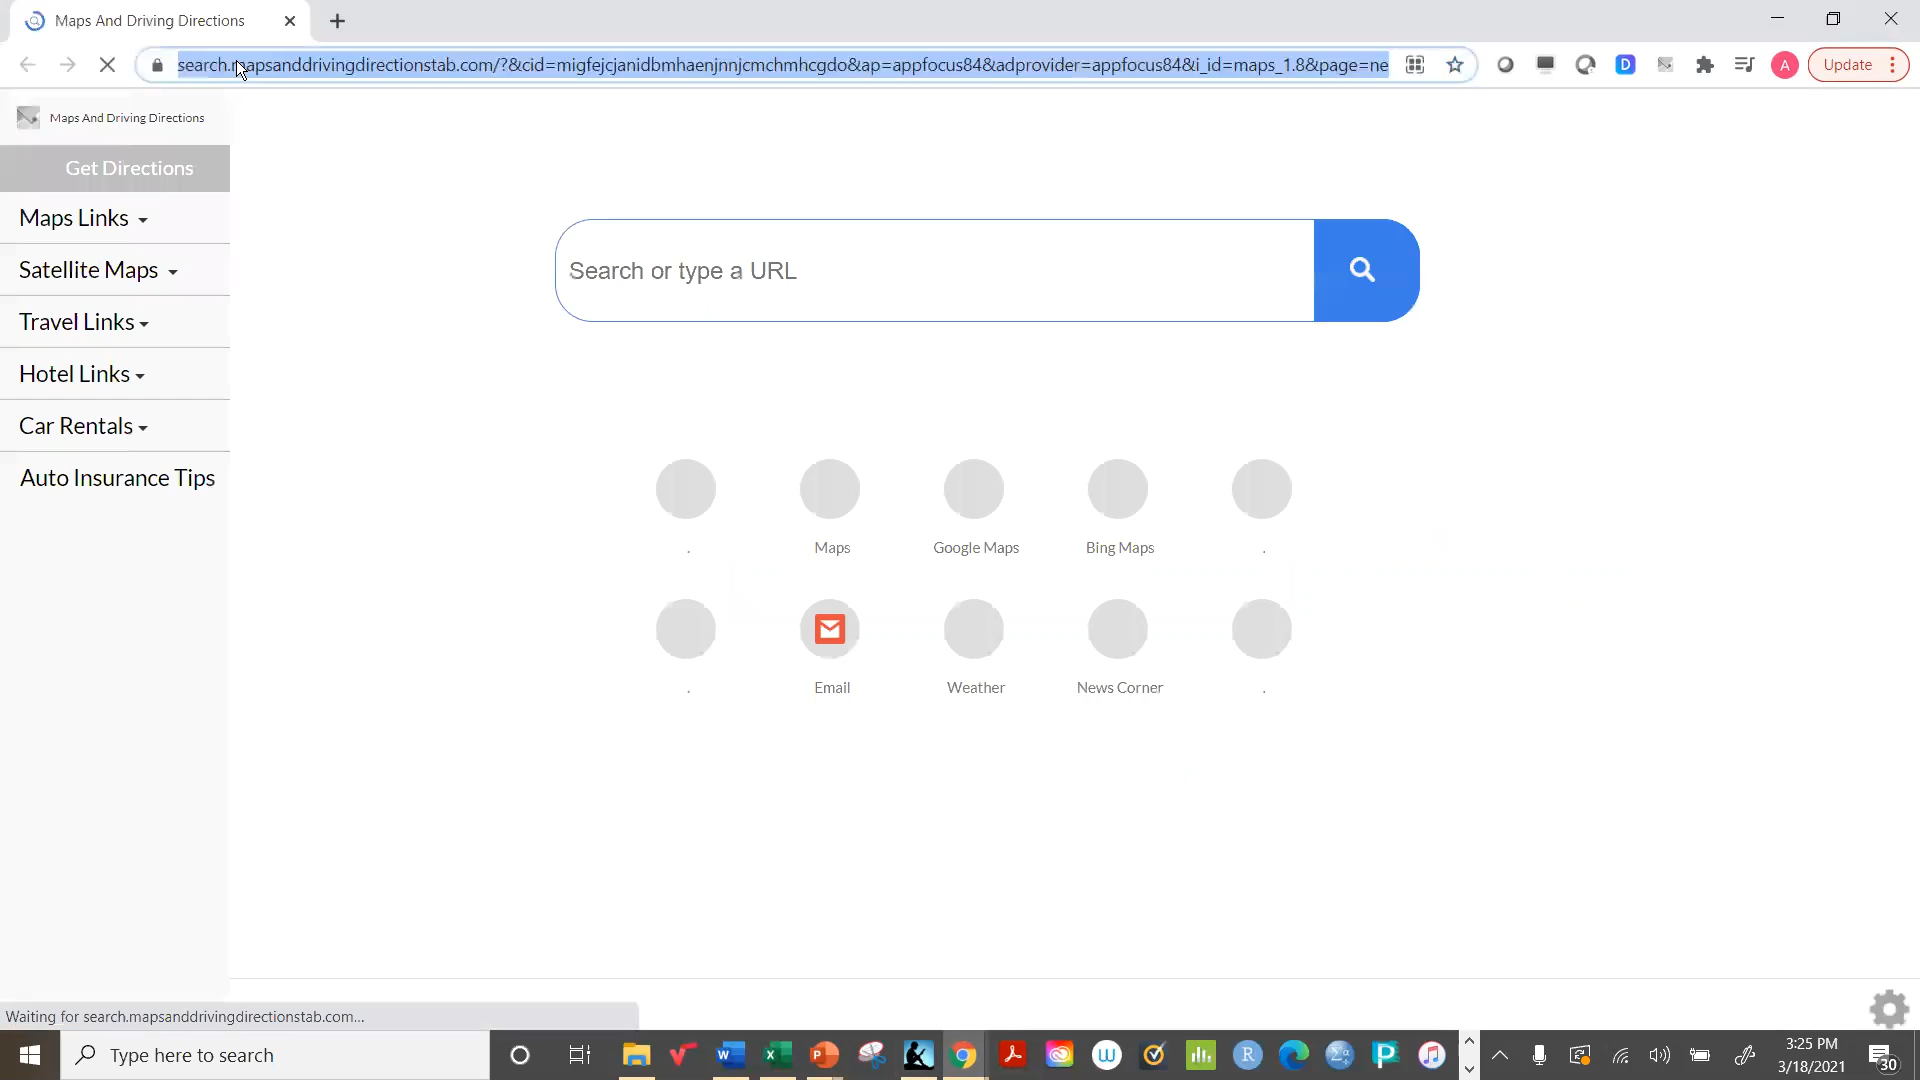 Maps And Driving Directions
search.mapsanddrivingdirectionstab.com/?&cid=migfejcjanidbmhaenjnnjcmchmhcgdo&ap=appfocus84&adprovider=appfocus84&i_id=maps_1.8&page=ne
D
A
Update
Maps And Driving Directions
Get Directions
Maps Links
Satellite Maps
Travel Links
Hotel Links
Car Rentals
Auto Insurance Tips
Search or type a URL
.
Maps
Google Maps
Bing Maps
.
.
Email
Weather
News Corner
.
Waiting for search.mapsanddrivingdirectionstab.com...
Type here to search
3:25 PM
3/18/2021
30